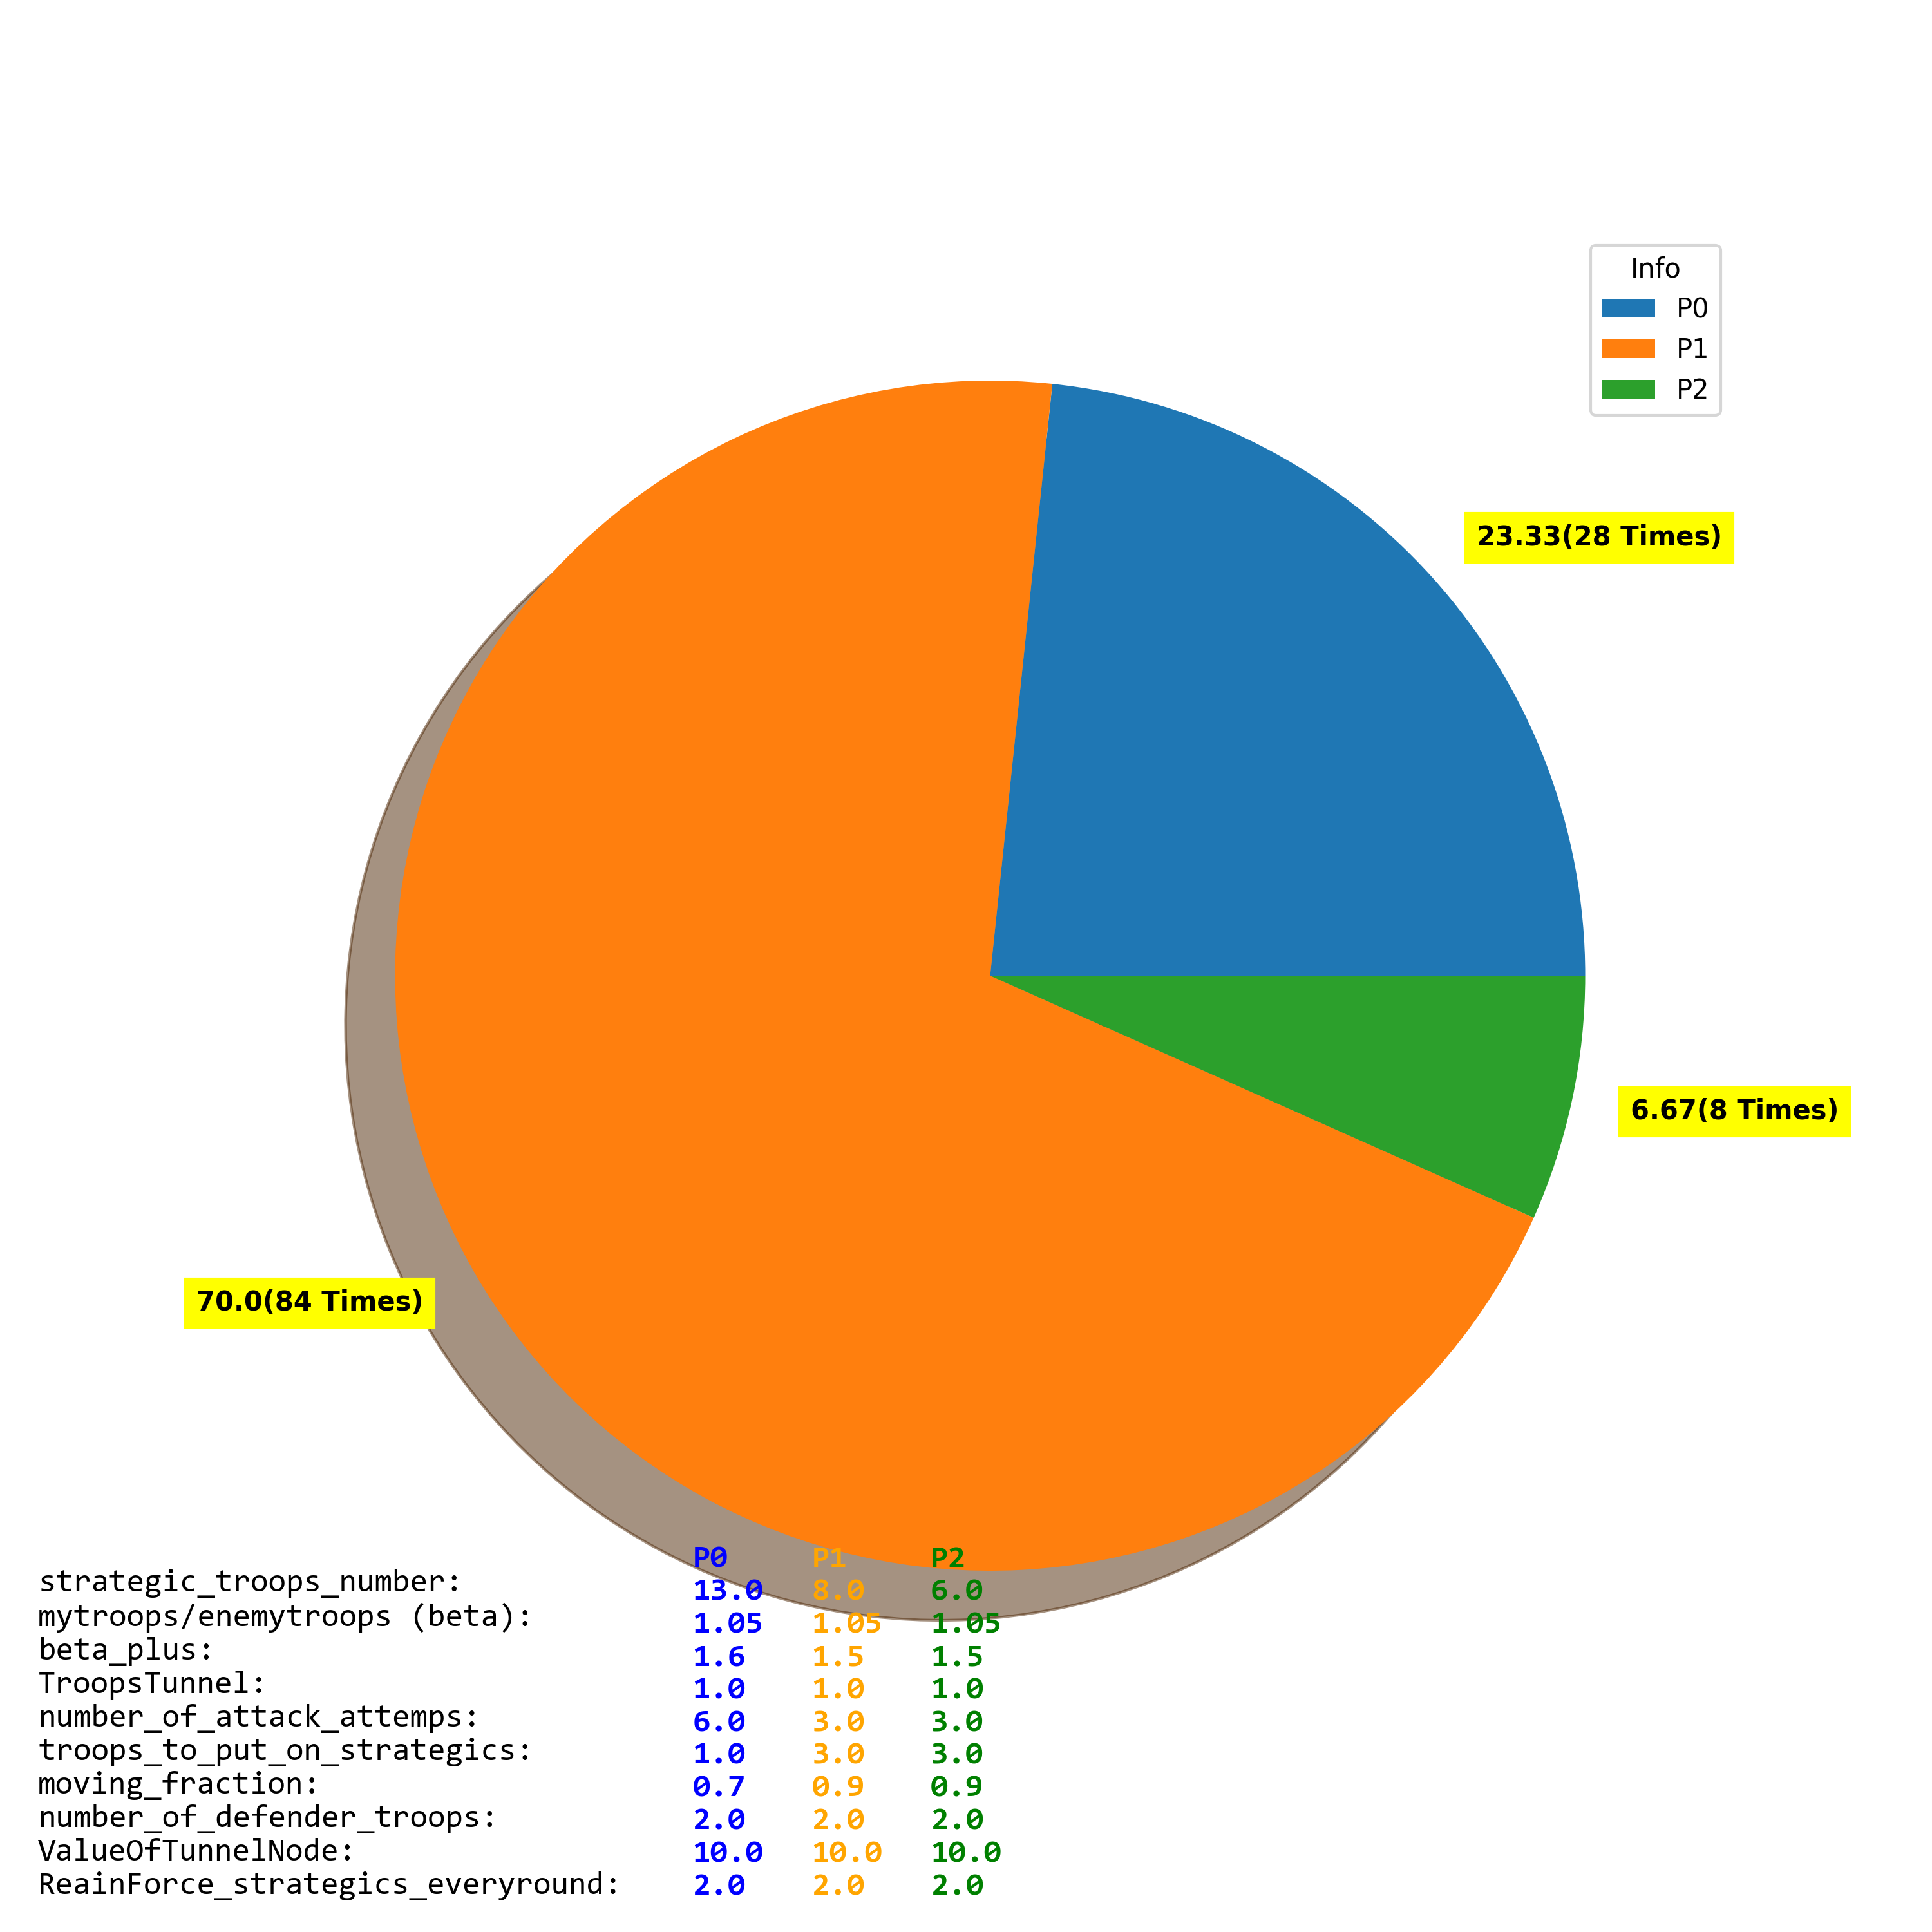 Info
P0
P1
P2
23.33(28 Times)
6.67(8 Times)
70.0(84 Times)
P0 P1 P2
strategic_troops_number: 13.0 8.0 6.0
mytroops/enemytroops (beta): 1.05 1.05 1.05
beta_plus: 1.6 1.5 1.5
TroopsTunnel: 1.0 1.0 1.0
number_of_attack_attemps: 6.0 3.0 3.0
troops_to_put_on_strategics: 1.0 3.0 3.0
moving_fraction: 0.7 0.9 0.9
number_of_defender_troops: 2.0 2.0 2.0
ValueOfTunnelNode: 10.0 10.0 10.0
ReainForce_strategics_everyround: 2.0 2.0 2.0